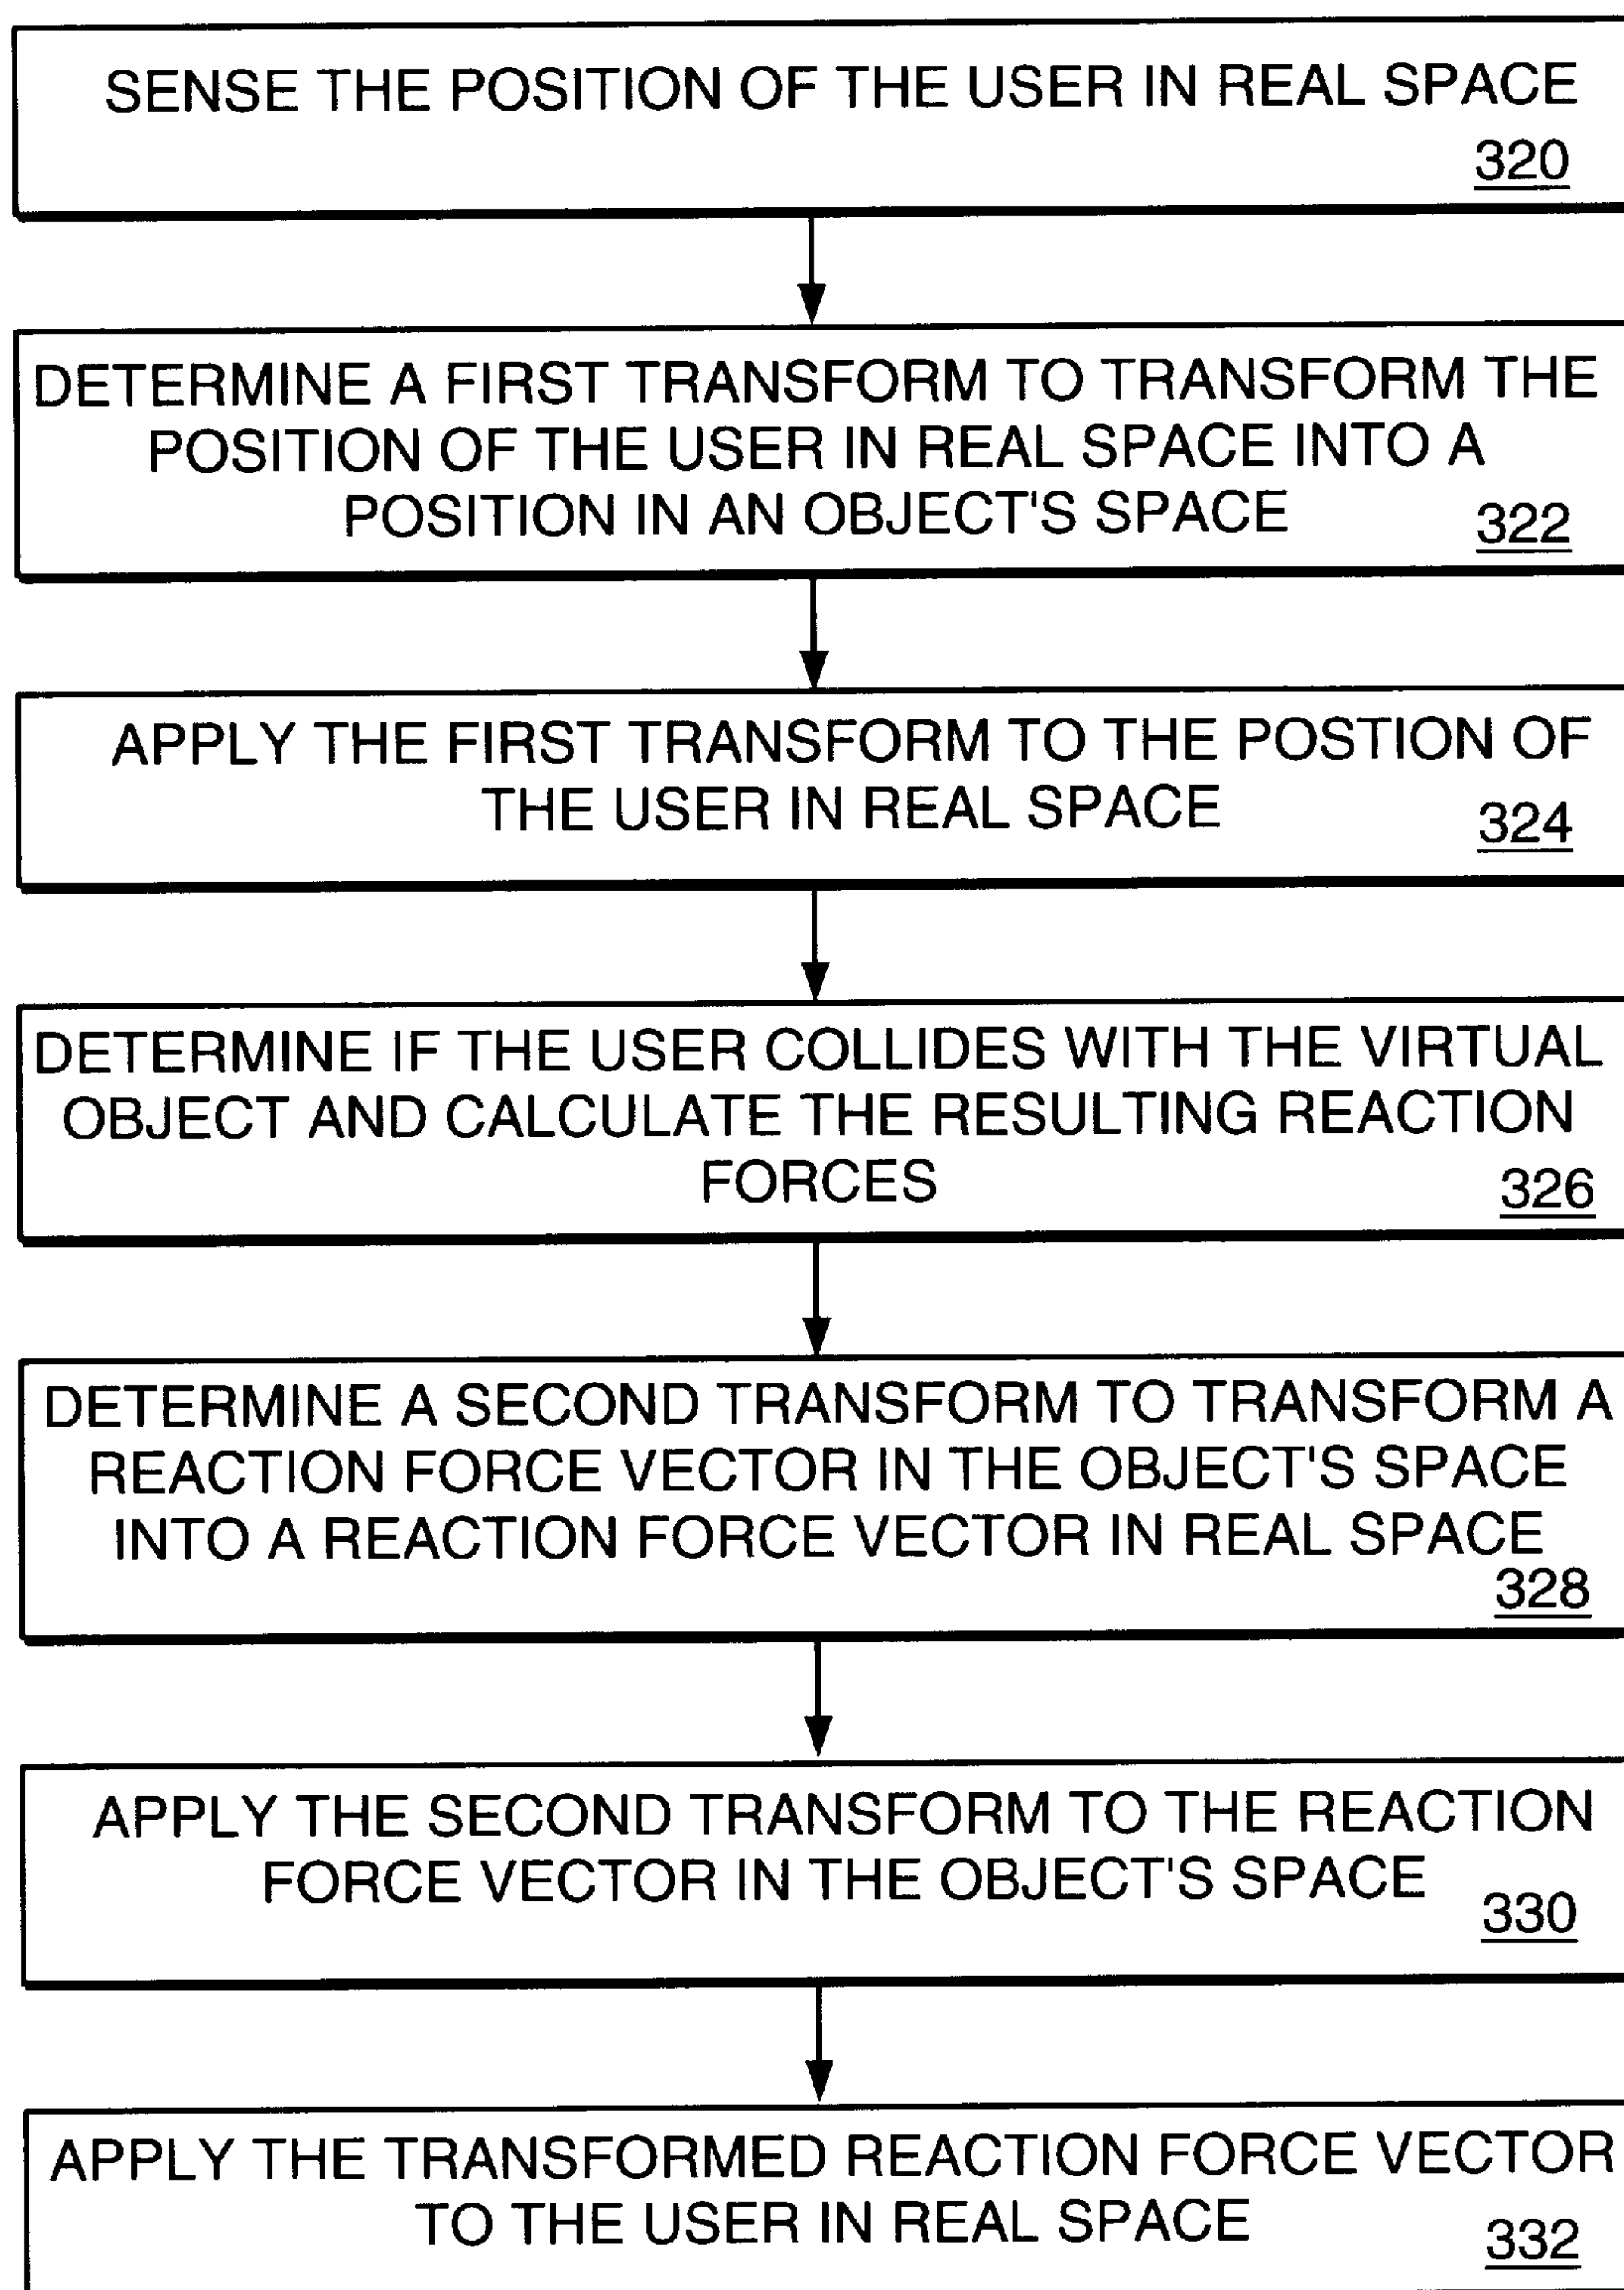 SENSE THE POSITION OF THE USER IN REAL SPACE
320
DETERMINE A FIRST TRANSFORM TO TRANSFORM THE
POSITION OF THE USER IN REAL SPACE INTO A
POSITION IN AN OBJECT'S SPACE
322
APPLY THE FIRST TRANSFORM TO THE POSTION OF
THE USER IN REAL SPACE
324
DETERMINE IF THE USER COLLIDES WITH THE VIRTUAL
OBJECT AND CALCULATE THE RESULTING REACTION
FORCES
326
DETERMINE A SECOND TRANSFORM TO TRANSFORM A
REACTION FORCE VECTOR IN THE OBJECT'S SPACE
INTO A REACTION FORCE VECTOR IN REAL SPACE
328
APPLY THE SECOND TRANSFORM TO THE REACTION
FORCE VECTOR IN THE OBJECT'S SPACE
330
APPLY THE TRANSFORMED REACTION FORCE VECTOR
TO THE USER IN REAL SPACE
332